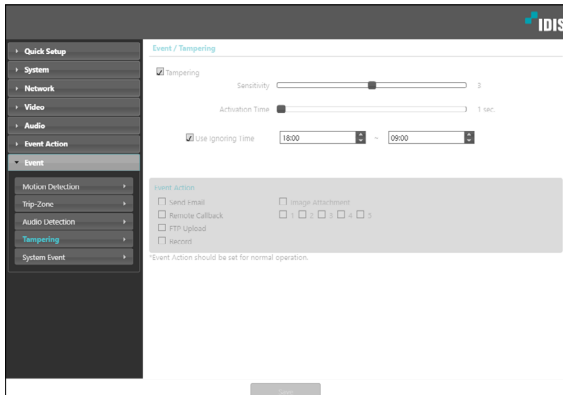 IDIS
Quick Setup
System
Network
Video
Audio
Event Action
Event
Motion Detection
Trip-Zone
Audio Detection
Tampering
System Event
Event / Tampering
Tampering
Sensitivity 3
Activation Time 1 sec.
Use Ignoring Time 18:00 ~ 09:00
Event Action
Send Email Image Attachment
Remote Callback 1 2 3 4 5
FTP Upload
Record
*Event Action should be set for normal operation.